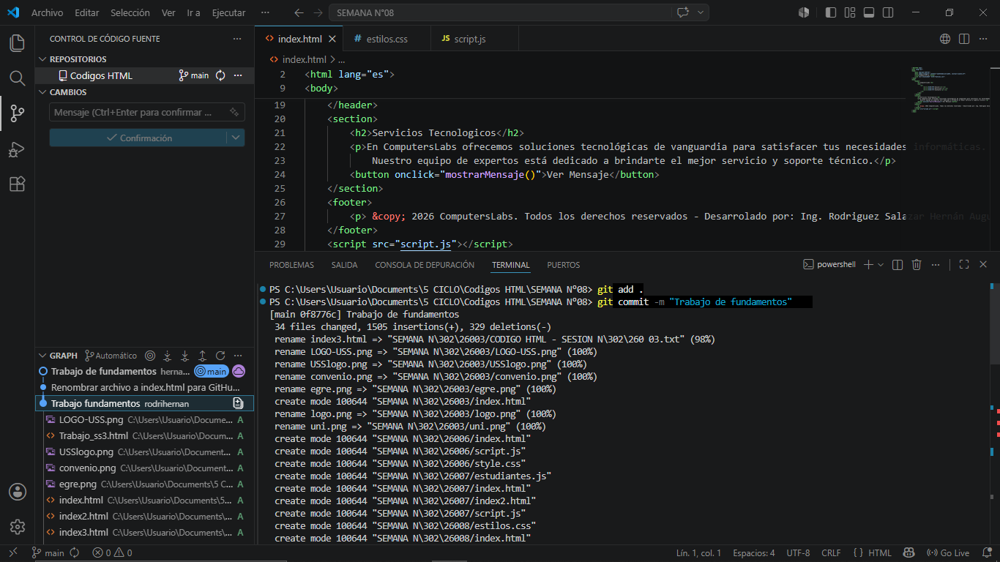 Archivo Editar Selección Ver Ir a Ejecutar ··· SEMANA N°08
CONTROL DE CÓDIGO FUENTE ···
REPOSITORIOS
Codigos HTML main ···
CAMBIOS
Mensaje (Ctrl+Enter para confirmar ...
Confirmación
GRAPH Automático ···
Trabajo de fundamentos herna... main
Renombrar archivo a index.html para GitHu...
Trabajo fundamentos rodrihernan
LOGO-USS.png C:\Users\Usuario\Docume... A
Trabajo_ss3.html C:\Users\Usuario\Docum... A
USSlogo.png C:\Users\Usuario\Document... A
convenio.png C:\Users\Usuario\Document... A
egre.png C:\Users\Usuario\Documents\5 C... A
index.html C:\Users\Usuario\Documents\5... A
index2.html C:\Users\Usuario\Documents\... A
index3.html C:\Users\Usuario\Documents\... A
index.html # estilos.css JS script.js ···
index.html > ...
2 <html lang="es">
9 <body>
19 </header>
20 <section>
21 <h2>Servicios Tecnologicos</h2>
22 <p>En ComputersLabs ofrecemos soluciones tecnológicas de vanguardia para satisfacer tus necesidades informáticas.
23 Nuestro equipo de expertos está dedicado a brindarte el mejor servicio y soporte técnico.</p>
24 <button onclick="mostrarMensaje()">Ver Mensaje</button>
25 </section>
26 <footer>
27 <p> &copy; 2026 ComputersLabs. Todos los derechos reservados - Desarrolado por: Ing. Rodriguez Salazar Hernán Augu
28 </footer>
29 <script src="script.js"></script>
PROBLEMAS SALIDA CONSOLA DE DEPURACIÓN TERMINAL PUERTOS powershell ···
PS C:\Users\Usuario\Documents\5 CICLO\Codigos HTML\SEMANA Nº08> git add .
PS C:\Users\Usuario\Documents\5 CICLO\Codigos HTML\SEMANA Nº08> git commit -m "Trabajo de fundamentos"
[main 0f8776c] Trabajo de fundamentos
34 files changed, 1505 insertions(+), 329 deletions(-)
rename index3.html => "SEMANA N\302\26003/CODIGO HTML - SESION N\302\260 03.txt" (98%)
rename LOGO-USS.png => "SEMANA N\302\26003/LOGO-USS.png" (100%)
rename USSlogo.png => "SEMANA N\302\26003/USSlogo.png" (100%)
rename convenio.png => "SEMANA N\302\26003/convenio.png" (100%)
rename egre.png => "SEMANA N\302\26003/egre.png" (100%)
create mode 100644 "SEMANA N\302\26003/index.html"
rename logo.png => "SEMANA N\302\26003/logo.png" (100%)
rename uni.png => "SEMANA N\302\26003/uni.png" (100%)
create mode 100644 "SEMANA N\302\26006/index.html"
create mode 100644 "SEMANA N\302\26006/script.js"
create mode 100644 "SEMANA N\302\26006/style.css"
create mode 100644 "SEMANA N\302\26007/estudiantes.js"
create mode 100644 "SEMANA N\302\26007/index.html"
create mode 100644 "SEMANA N\302\26007/index2.html"
create mode 100644 "SEMANA N\302\26007/script.js"
create mode 100644 "SEMANA N\302\26008/estilos.css"
create mode 100644 "SEMANA N\302\26008/index.html"
main 0 0 Lín. 1, col. 1 Espacios: 4 UTF-8 CRLF { } HTML Go Live